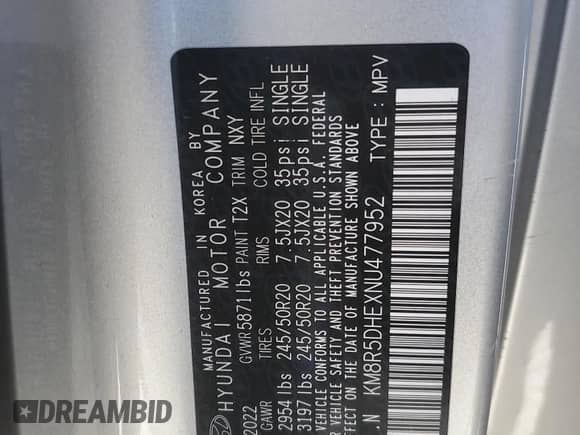 MANUFACTURED IN KOREA BY
HYUNDAI MOTOR COMPANY
2022 GVWR 5871 lbs PAINT T2X TRIM NXY
GAWR TIRES RIMS COLD TIRE INFL
2954 lbs 245/50R20 7.5JX20 35psi SINGLE
3197 lbs 245/50R20 7.5JX20 35psi SINGLE
VEHICLE CONFORMS TO ALL APPLICABLE U.S.A. FEDERAL
VEHICLE SAFETY AND THEFT PREVENTION STANDARDS
IN EFFECT ON THE DATE OF MANUFACTURE SHOWN ABOVE
.N KM8R5DHEXNU477952 TYPE : MPV
DREAMBID